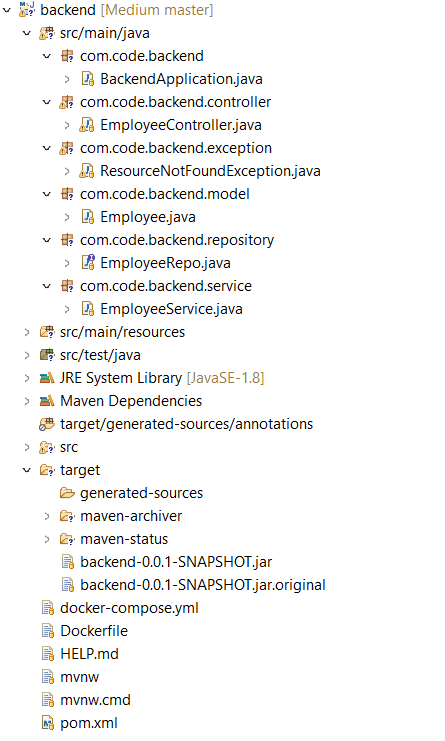 backend [Medium master]
src/main/java
com.code.backend
BackendApplication.java
com.code.backend.controller
EmployeeController.java
com.code.backend.exception
ResourceNotFoundException.java
com.code.backend.model
Employee.java
com.code.backend.repository
EmployeeRepo.java
com.code.backend.service
EmployeeService.java
src/main/resources
src/test/java
JRE System Library [JavaSE-1.8]
Maven Dependencies
target/generated-sources/annotations
src
target
generated-sources
maven-archiver
maven-status
backend-0.0.1-SNAPSHOT.jar
backend-0.0.1-SNAPSHOT.jar.original
docker-compose.yml
Dockerfile
HELP.md
mvnw
mvnw.cmd
pom.xml